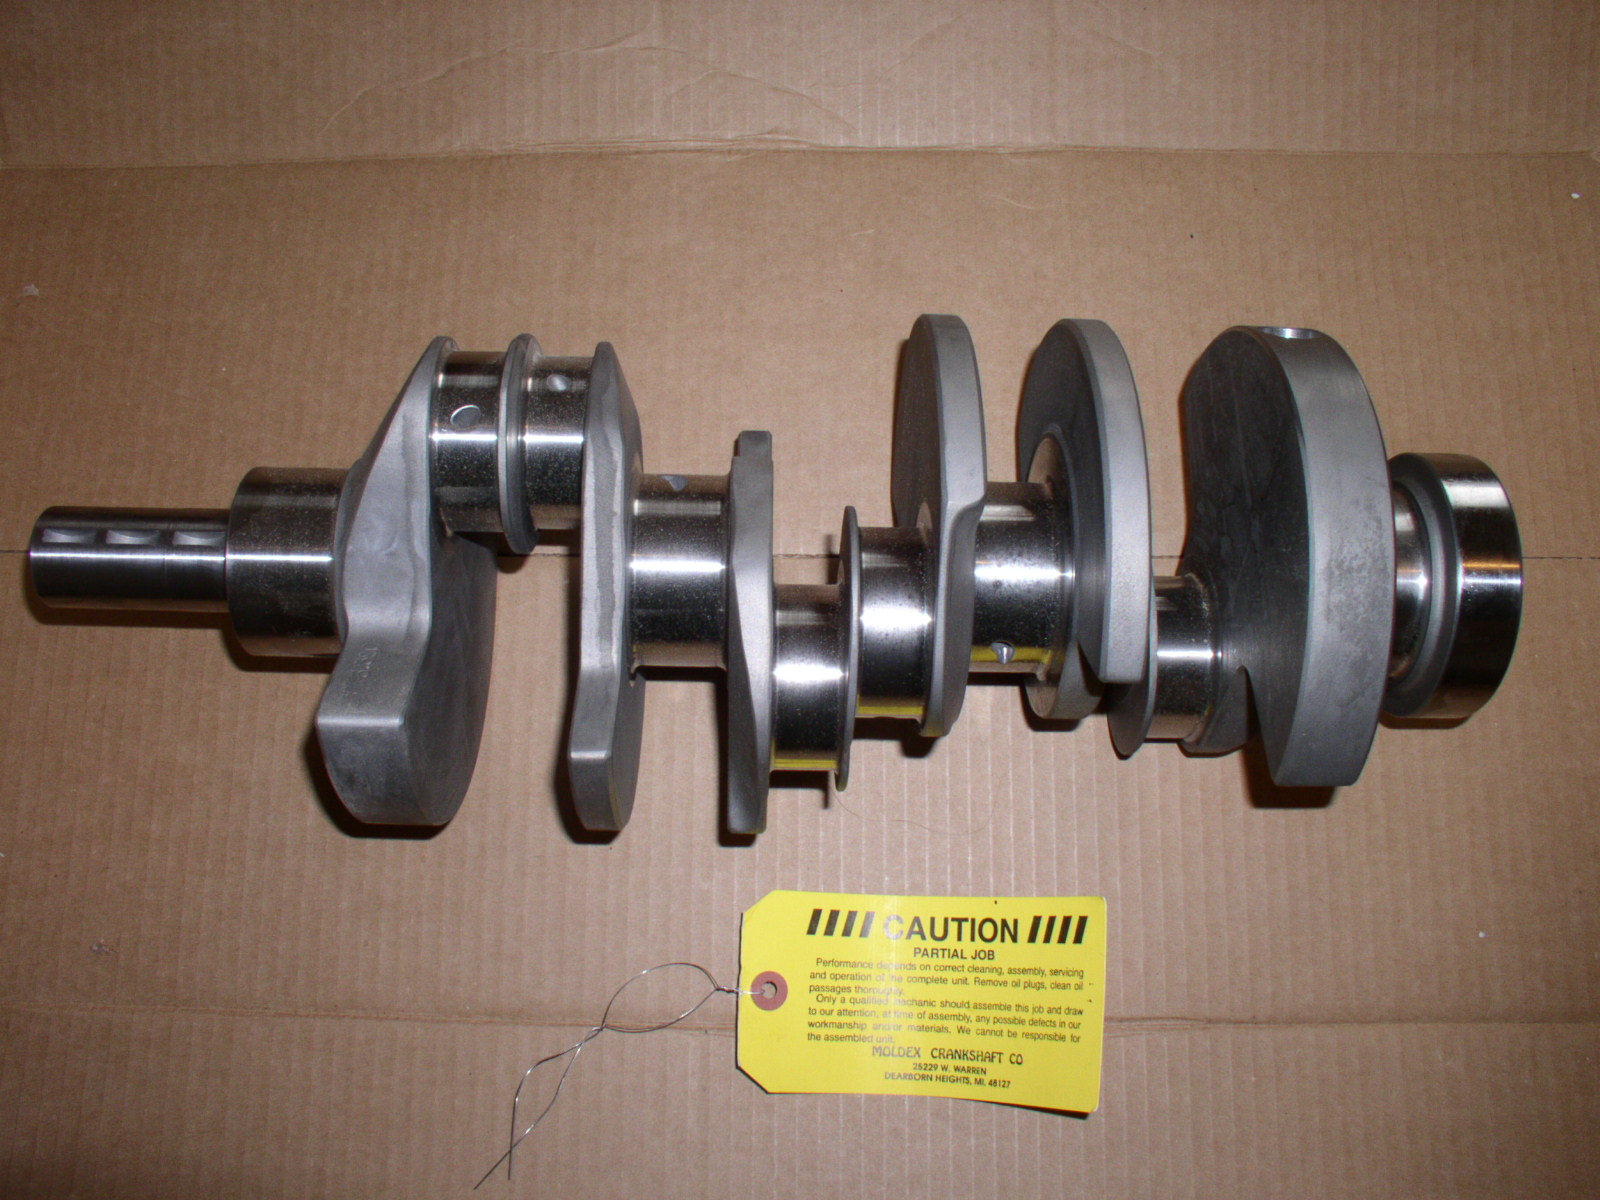 CAUTION
PARTIAL JOB
Performance depends on correct cleaning, assembly, servicing
and operation of the complete unit. Remove oil plugs, clean oil
passages thoroughly.
Only a qualified mechanic should assemble this job and draw
to our attention, at time of assembly, any possible defects in our
workmanship and/or materials. We cannot be responsible for
the assembled unit.
MOLDEX CRANKSHAFT CO
25229 W. WARREN
DEARBORN HEIGHTS, MI. 48127